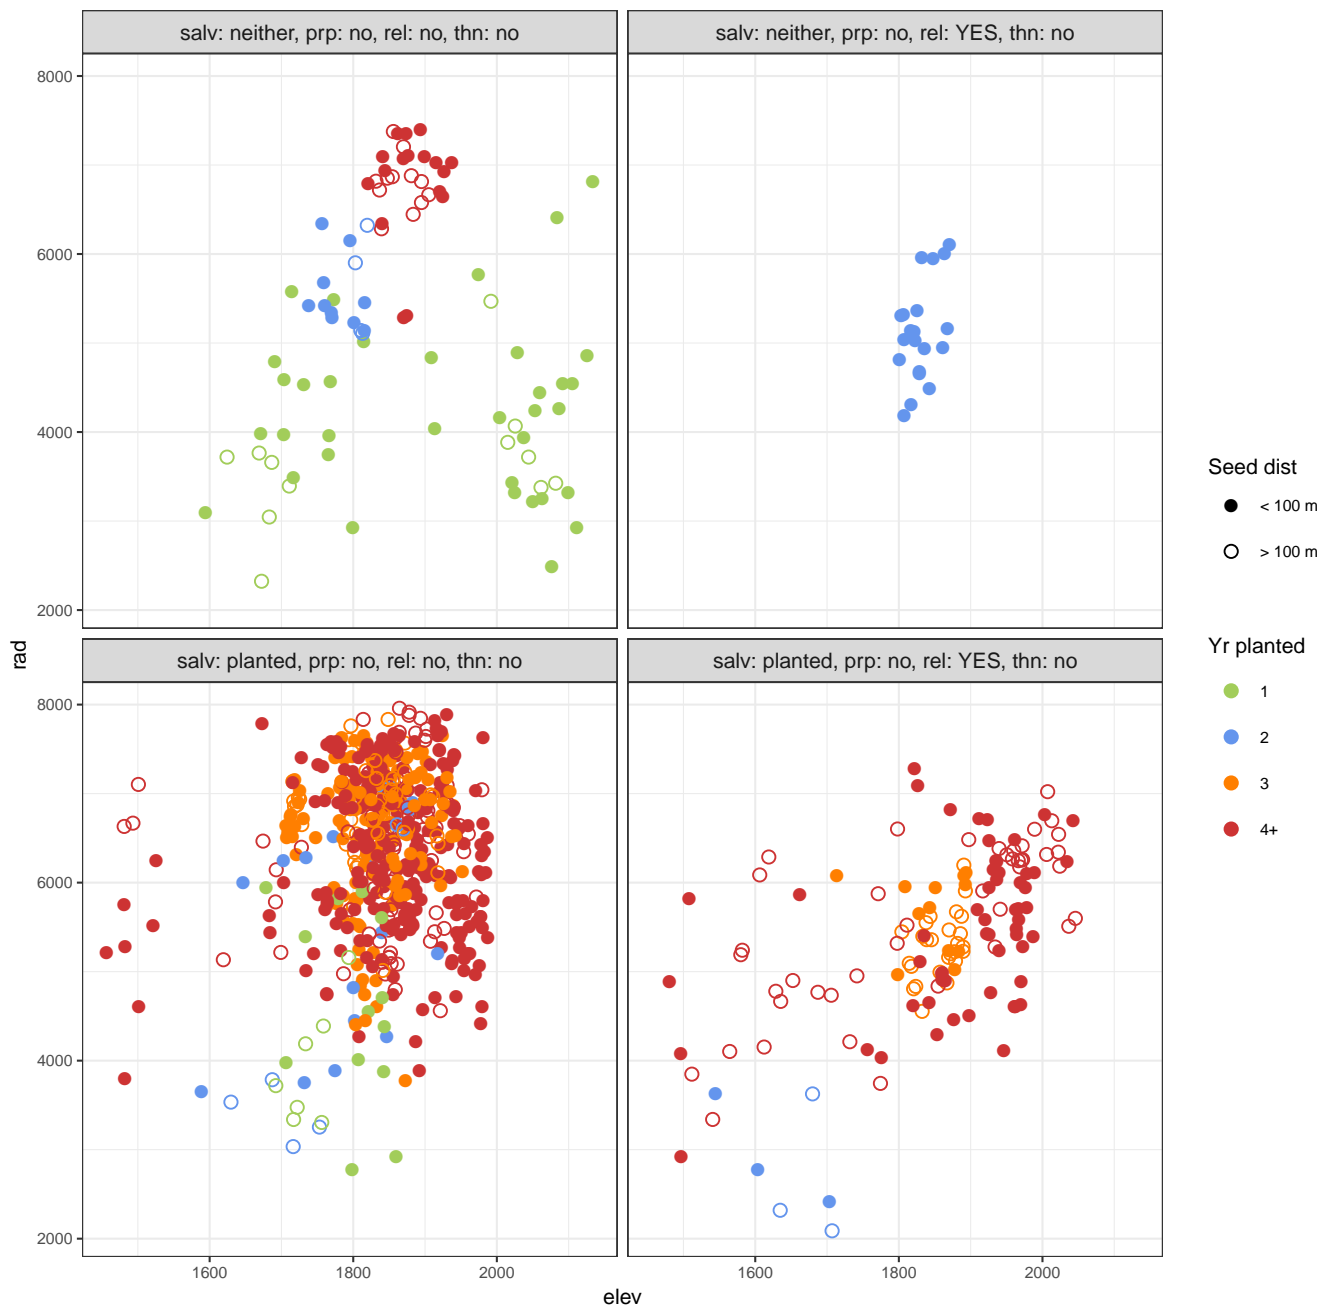 salv: neither, prp: no, rel: no, thn: no
salv: neither, prp: no, rel: YES, thn: no
8000
6000
4000
2000
salv: planted, prp: no, rel: no, thn: no
salv: planted, prp: no, rel: YES, thn: no
8000
6000
4000
2000
1600 1800 2000
1600 1800 2000
elev
rad
Seed dist
< 100 m
> 100 m
Yr planted
1
2
3
4+